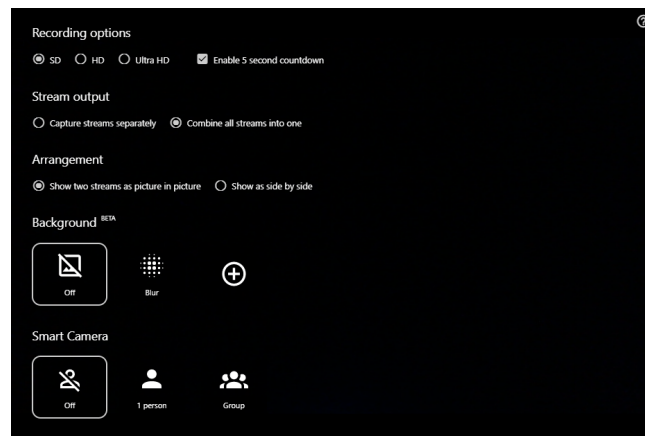 Recording options
SD HD Ultra HD Enable 5 second countdown
Stream output
Capture streams separately Combine all streams into one
Arrangement
Show two streams as picture in picture Show as side by side
Background BETA
Off Blur
Smart Camera
Off 1 person Group